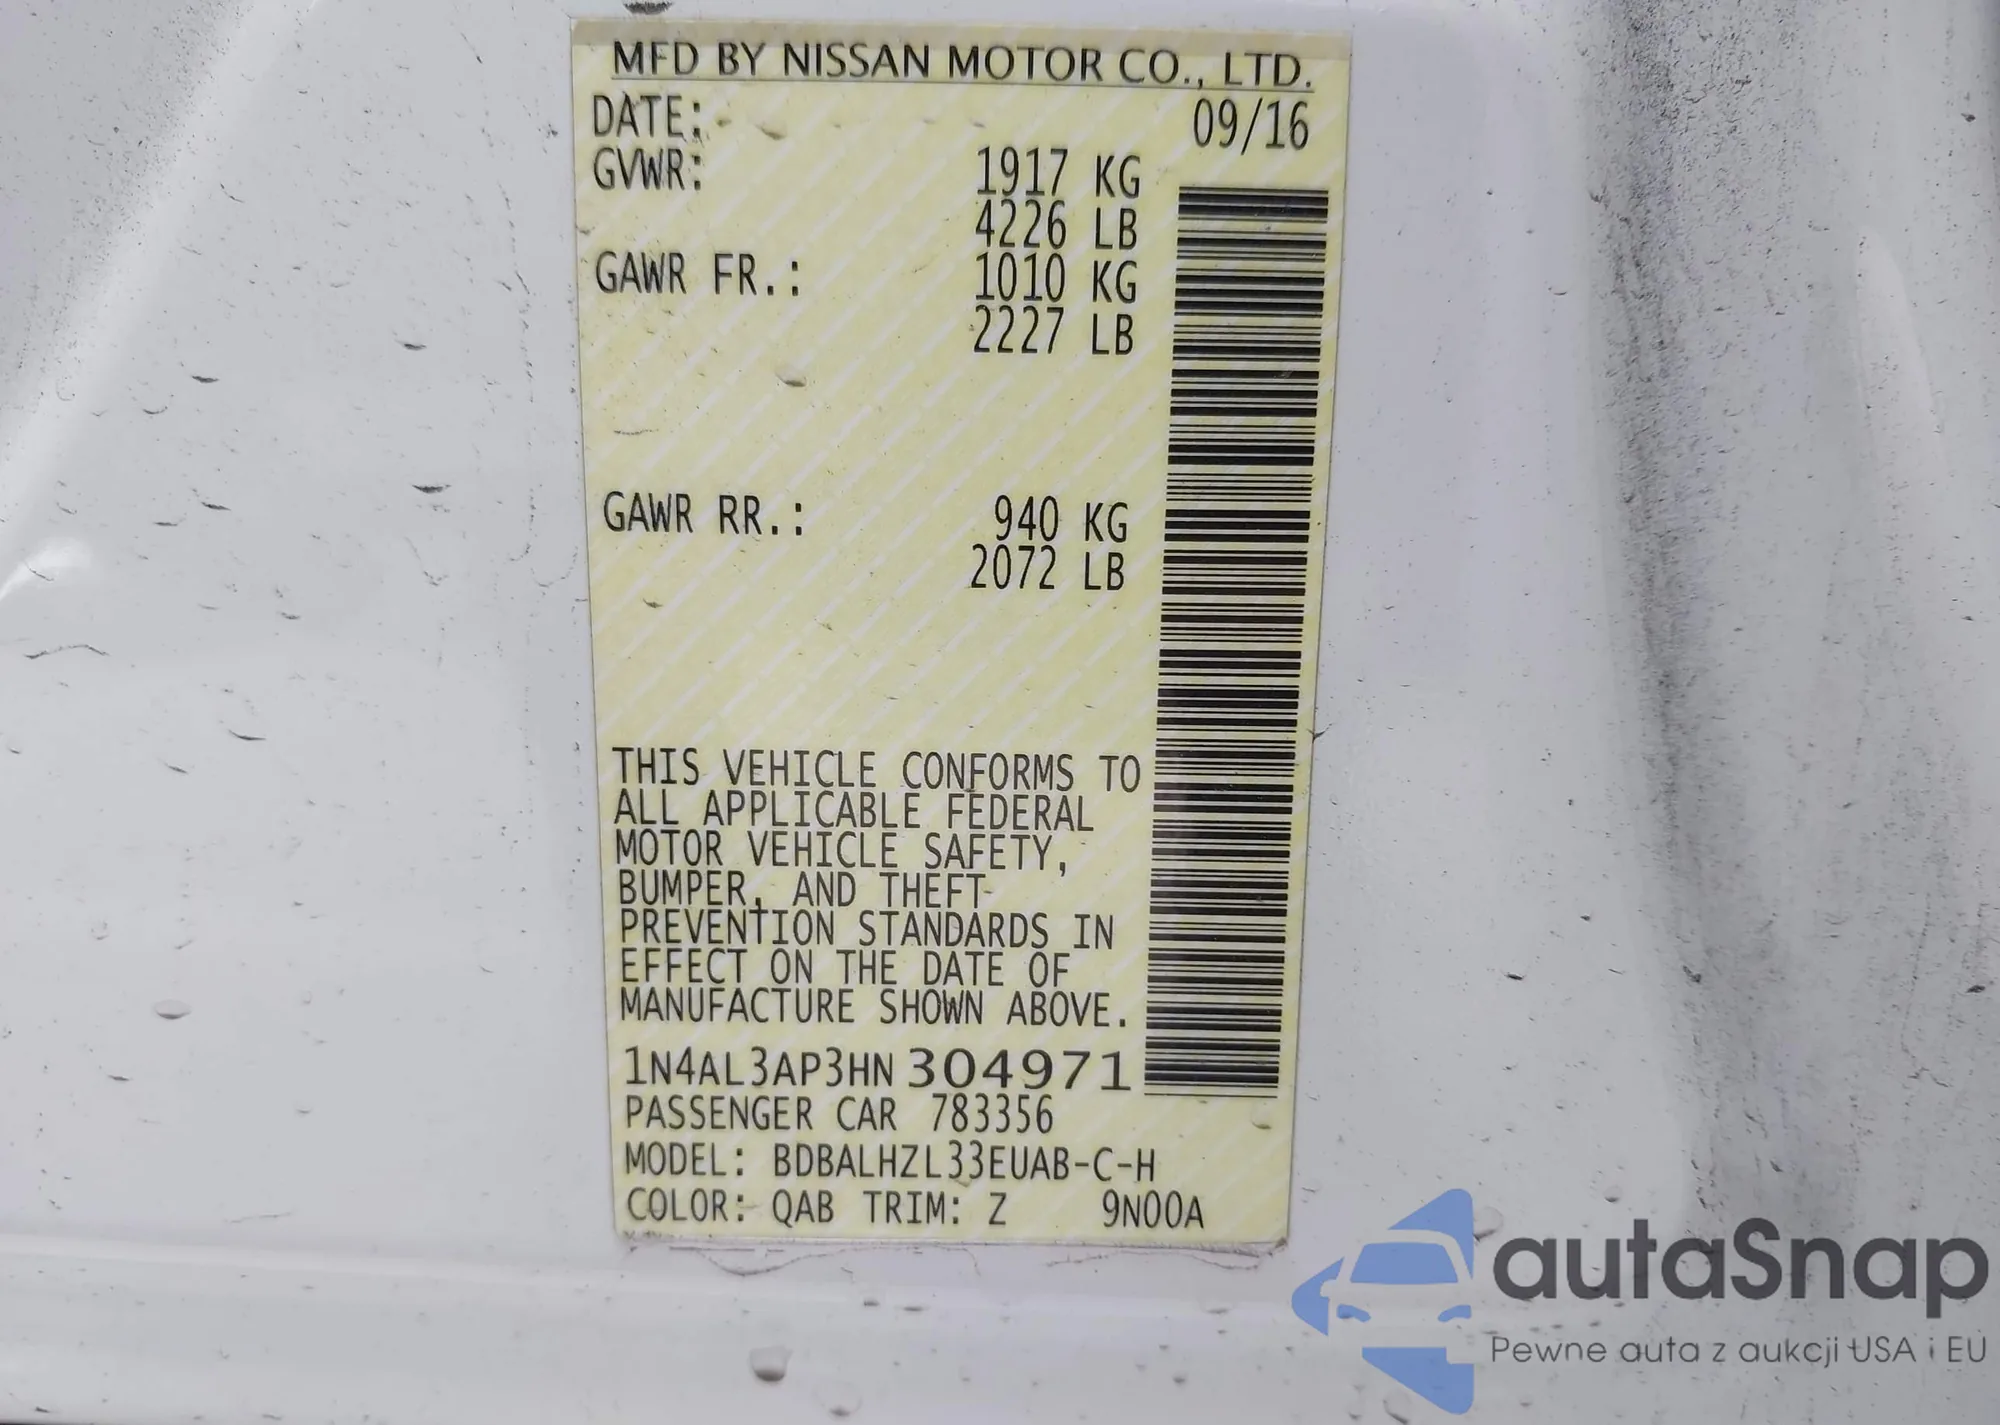 MFD BY NISSAN MOTOR CO., LTD.
DATE: 09/16
GVWR: 1917 KG
4226 LB
GAWR FR.: 1010 KG
2227 LB
GAWR RR.: 940 KG
2072 LB
THIS VEHICLE CONFORMS TO
ALL APPLICABLE FEDERAL
MOTOR VEHICLE SAFETY,
BUMPER, AND THEFT
PREVENTION STANDARDS IN
EFFECT ON THE DATE OF
MANUFACTURE SHOWN ABOVE.
1N4AL3AP3HN304971
PASSENGER CAR 783356
MODEL: BDBALHZL33EUAB-C-H
COLOR: QAB TRIM: Z 9N00A
autaSnap
Pewne auta z aukcji USA i EU